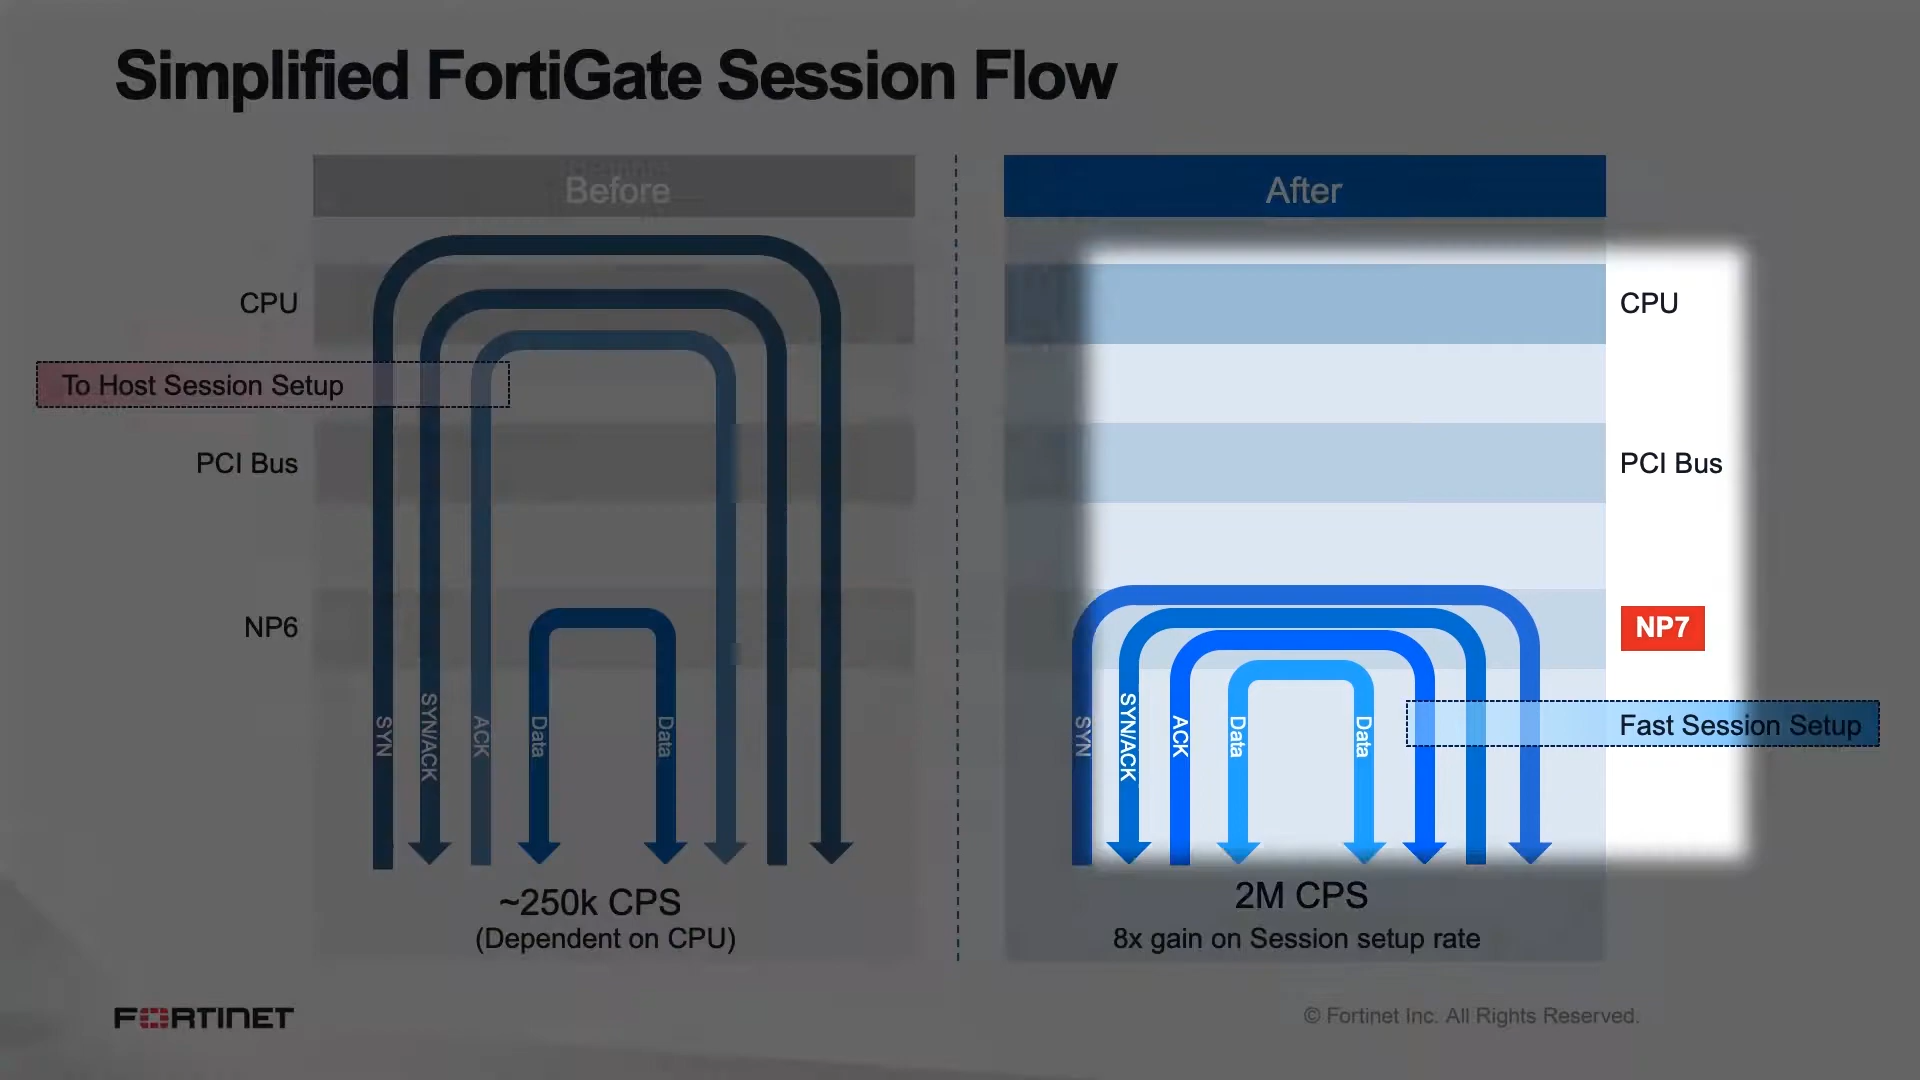 Simplified FortiGate Session Flow
Before
After
CPU
CPU
To Host Session Setup
PCI Bus
PCI Bus
NP6
NP7
SYN
SYN/ACK
ACK
Data
Data
SYN
SYN/ACK
ACK
Data
Data
Fast Session Setup
~250k CPS
(Dependent on CPU)
2M CPS
8x gain on Session setup rate
FORTINET
© Fortinet Inc. All Rights Reserved.